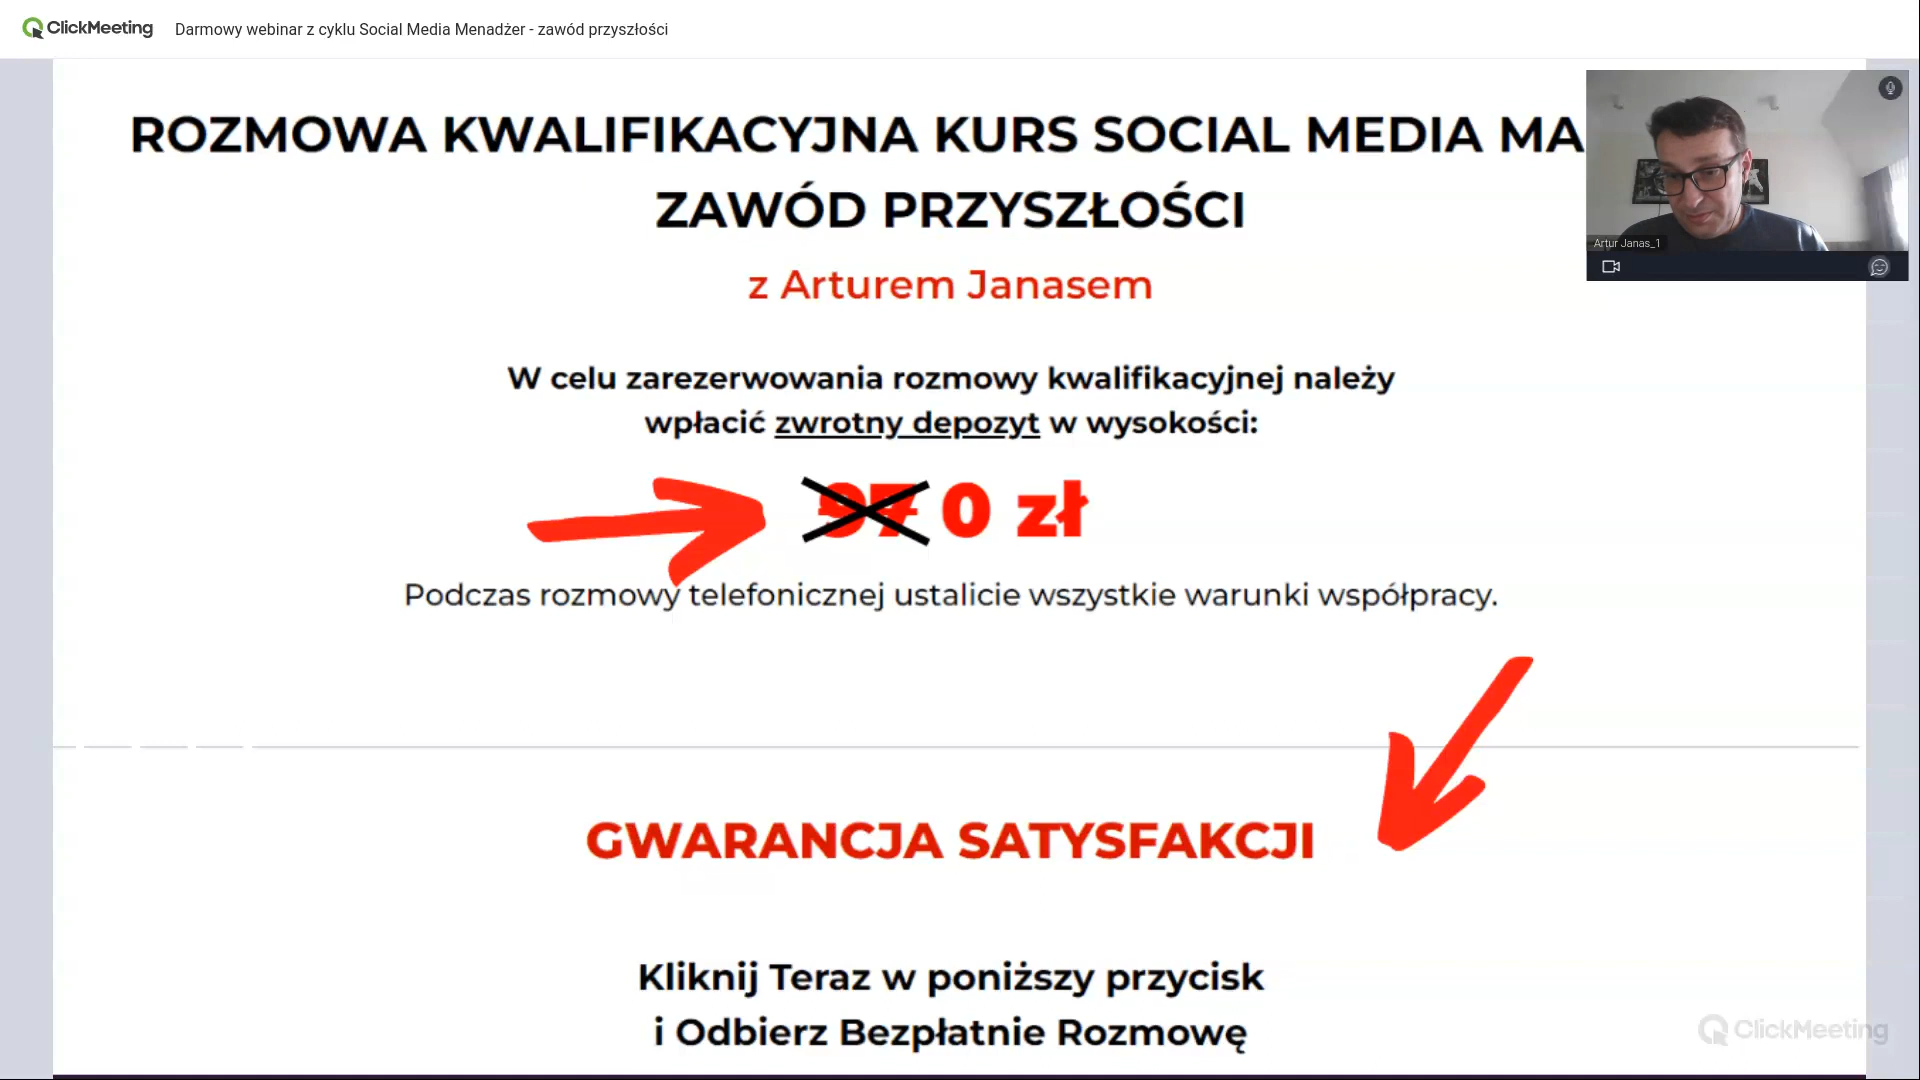 ClickMeeting
Darmowy webinar z cyklu Social Media Menadżer - zawód przyszłości
ROZMOWA KWALIFIKACYJNA KURS SOCIAL MEDIA MA
ZAWÓD PRZYSZŁOŚCI
z Arturem Janasem
Artur Janas_1
W celu zarezerwowania rozmowy kwalifikacyjnej należy
wpłacić zwrotny depozyt w wysokości:
97 0 zł
Podczas rozmowy telefonicznej ustalicie wszystkie warunki współpracy.
GWARANCJA SATYSFAKCJI
Kliknij Teraz w poniższy przycisk
i Odbierz Bezpłatnie Rozmowę
ClickMeeting